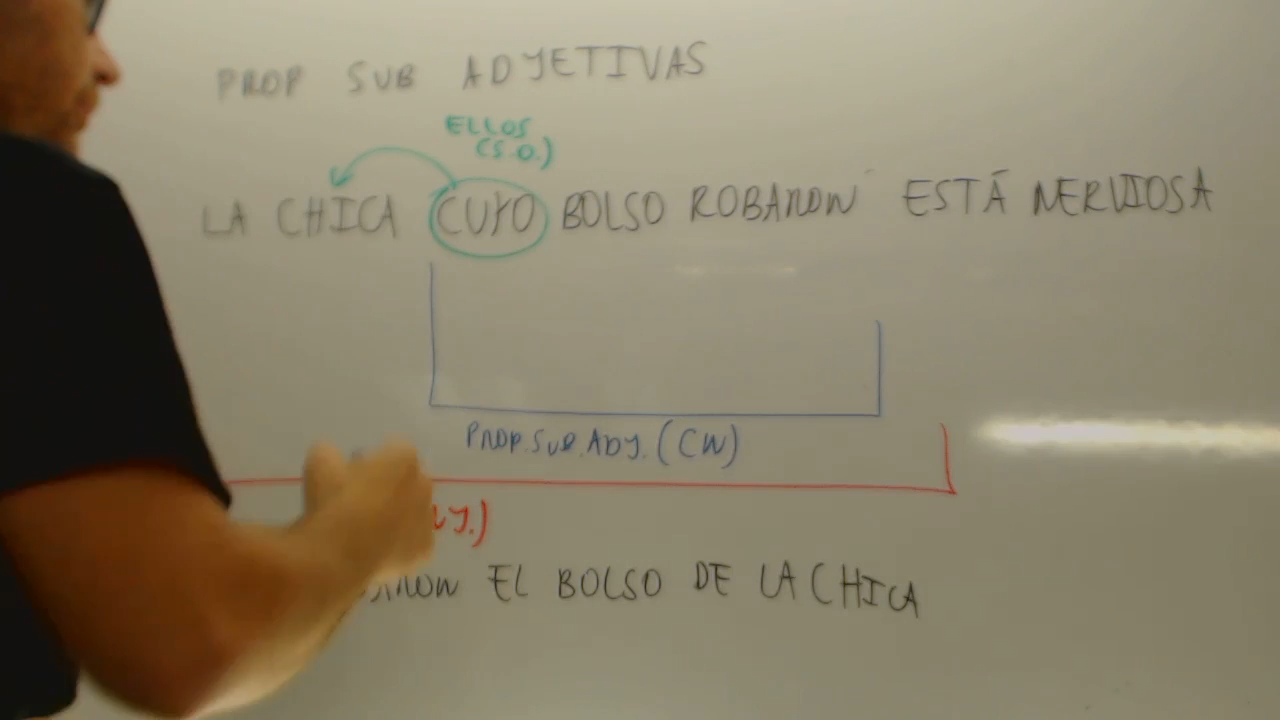 PROP SUB ADJETIVAS
ELLOS
(S.O.)
LA CHICA CUYO BOLSO ROBARON ESTÁ NERVIOSA
PROP.SUB.ADJ. (CN)
EL BOLSO DE LA CHICA